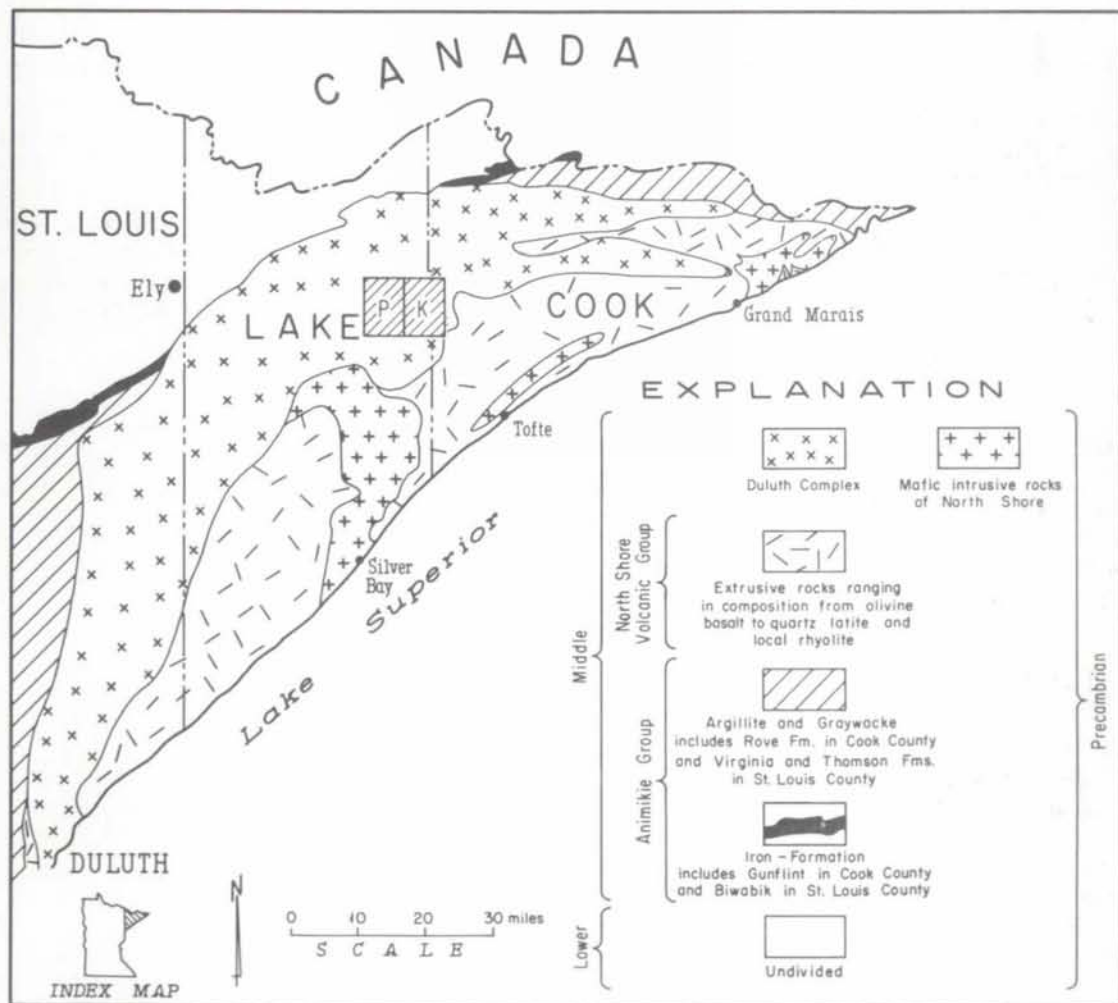 CANADA
ST. LOUIS
Ely
P K
LAKE
COOK
Grand Marais
Tofte
Silver
Bay
Lake Superior
DULUTH
N
INDEX MAP
0 10 20 30 miles
SCALE
EXPLANATION
Duluth Complex
Mafic intrusive rocks
of North Shore
North Shore
Volcanic Group
Extrusive rocks ranging
in composition from olivine
basalt to quartz latite and
local rhyolite
Middle
Precambrian
Animikie Group
Argillite and Graywacke
includes Rove Fm. in Cook County
and Virginia and Thomson Fms.
in St. Louis County
Iron - Formation
includes Gunflint in Cook County
and Biwabik in St. Louis County
Lower
Undivided